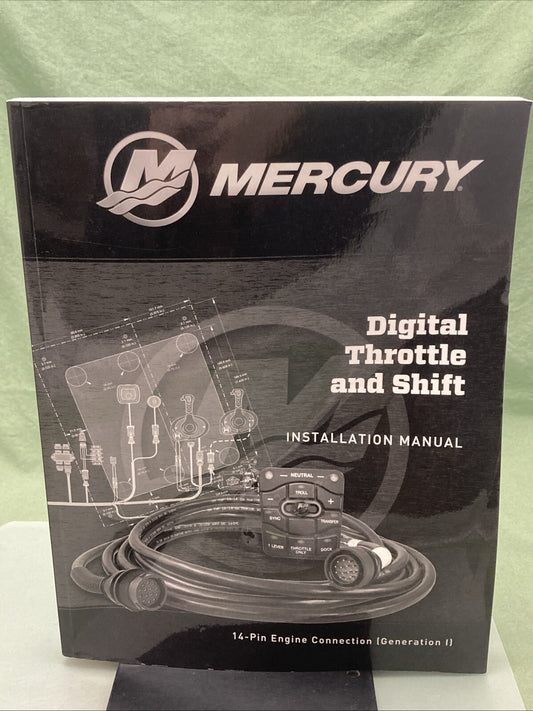 MERCURY
Digital
Throttle
and Shift
INSTALLATION MANUAL
NEUTRAL
TROLL
SYNC
TRANSFER
1 LEVER
THROTTLE
ONLY
DOCK
14-Pin Engine Connection (Generation I)